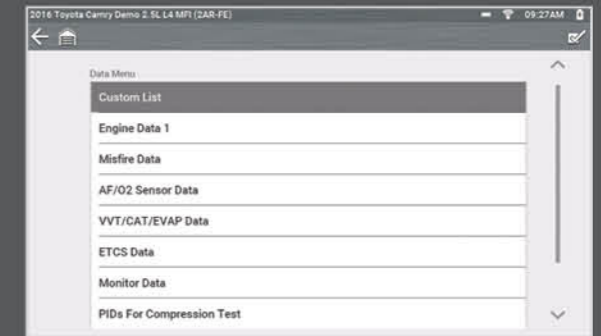 2016 Toyota Camry Demo 2.5L L4 MFI (2AR-FE) 09:27AM
Data Menu
Custom List
Engine Data 1
Misfire Data
AF/O2 Sensor Data
VVT/CAT/EVAP Data
ETCS Data
Monitor Data
PIDs For Compression Test